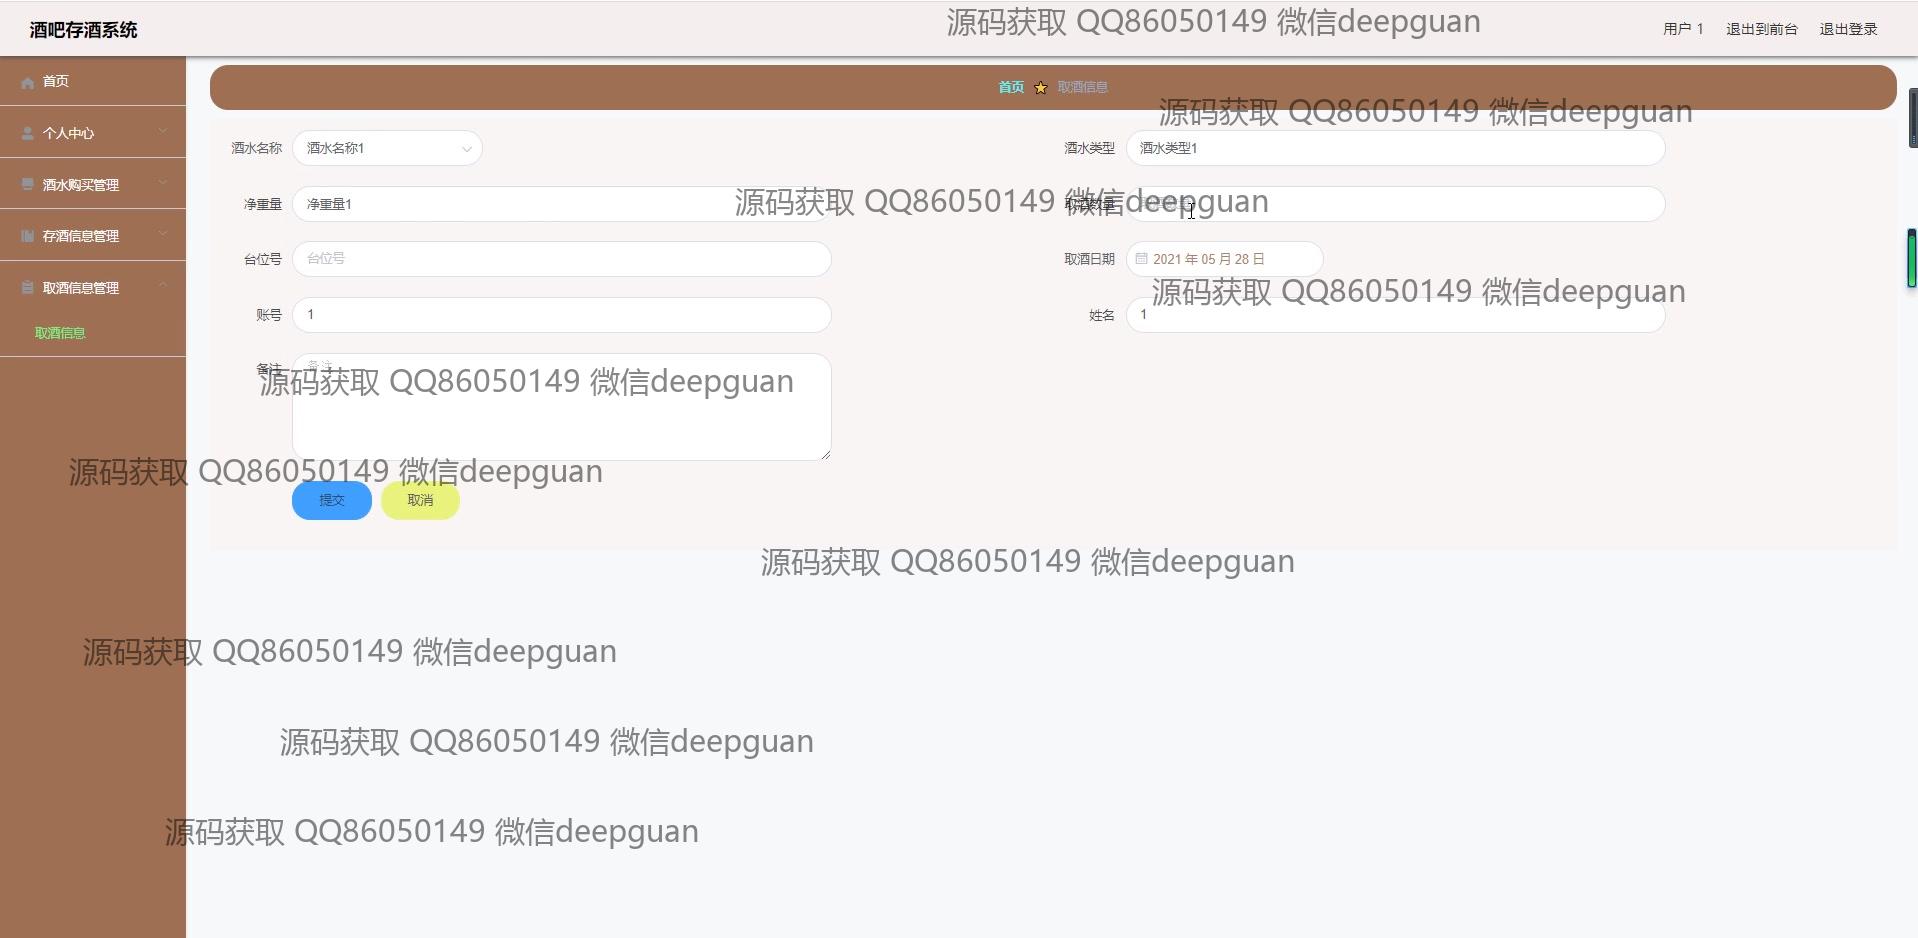 酒吧存酒系统
源码获取 QQ86050149 微信deepguan
用户 1
退出到前台
退出登录
首页
个人中心
酒水购买管理
存酒信息管理
取酒信息管理
取酒信息
首页
取酒信息
源码获取 QQ86050149 微信deepguan
酒水名称
酒水名称1
酒水类型
酒水类型1
净重量
净重量1
源码获取 QQ86050149 微信deepguan
取酒数量
台位号
台位号
取酒日期
2021 年 05 月 28 日
源码获取 QQ86050149 微信deepguan
账号
1
姓名
1
备注
备注
源码获取 QQ86050149 微信deepguan
源码获取 QQ86050149 微信deepguan
提交
取消
源码获取 QQ86050149 微信deepguan
源码获取 QQ86050149 微信deepguan
源码获取 QQ86050149 微信deepguan
源码获取 QQ86050149 微信deepguan